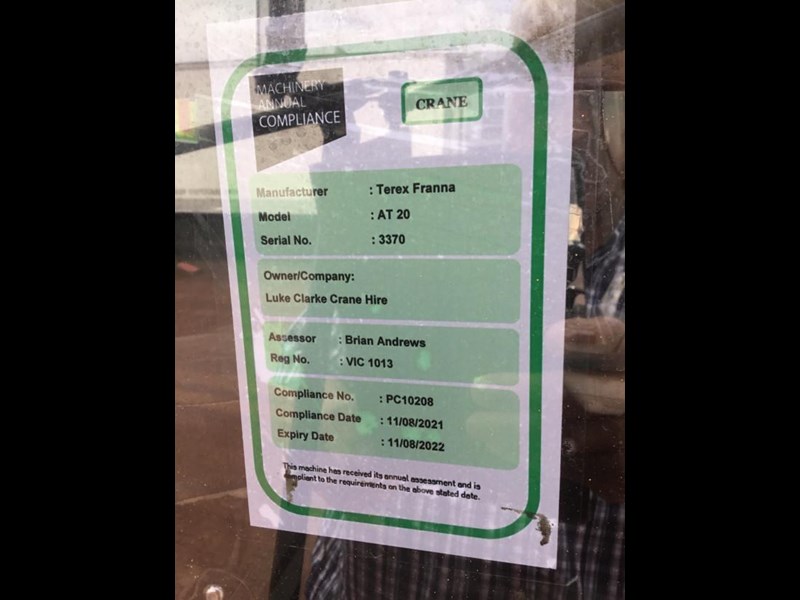 MACHINERY
ANNUAL
COMPLIANCE
CRANE
Manufacturer : Terex Franna
Model : AT 20
Serial No. : 3370
Owner/Company:
Luke Clarke Crane Hire
Assessor : Brian Andrews
Reg No. : VIC 1013
Compliance No. : PC10208
Compliance Date : 11/08/2021
Expiry Date : 11/08/2022
This machine has received its annual assessment and is
compliant to the requirements on the above stated date.